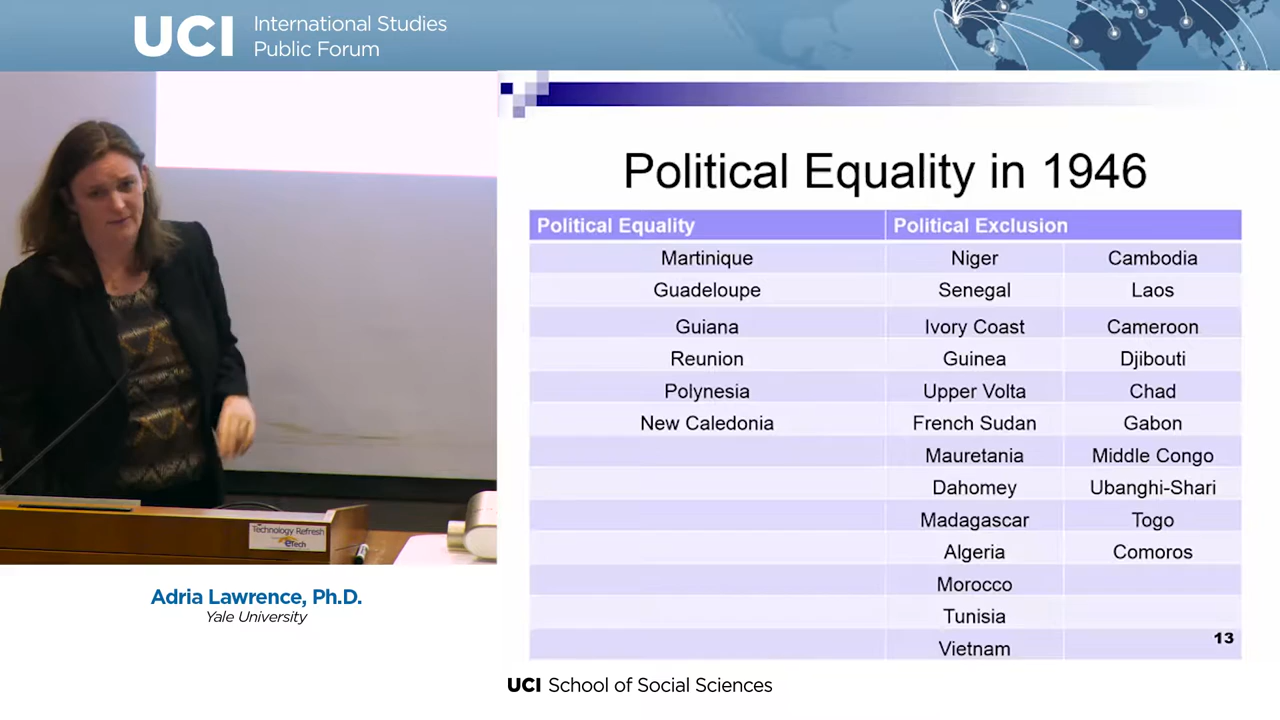 UCI International Studies
Public Forum
Political Equality in 1946
Political Equality Political Exclusion
Martinique Niger Cambodia
Guadeloupe Senegal Laos
Guiana Ivory Coast Cameroon
Reunion Guinea Djibouti
Polynesia Upper Volta Chad
New Caledonia French Sudan Gabon
Mauretania Middle Congo
Dahomey Ubanghi-Shari
Madagascar Togo
Algeria Comoros
Morocco
Tunisia
Vietnam
13
Technology Refresh
eTech
Adria Lawrence, Ph.D.
Yale University
UCI School of Social Sciences